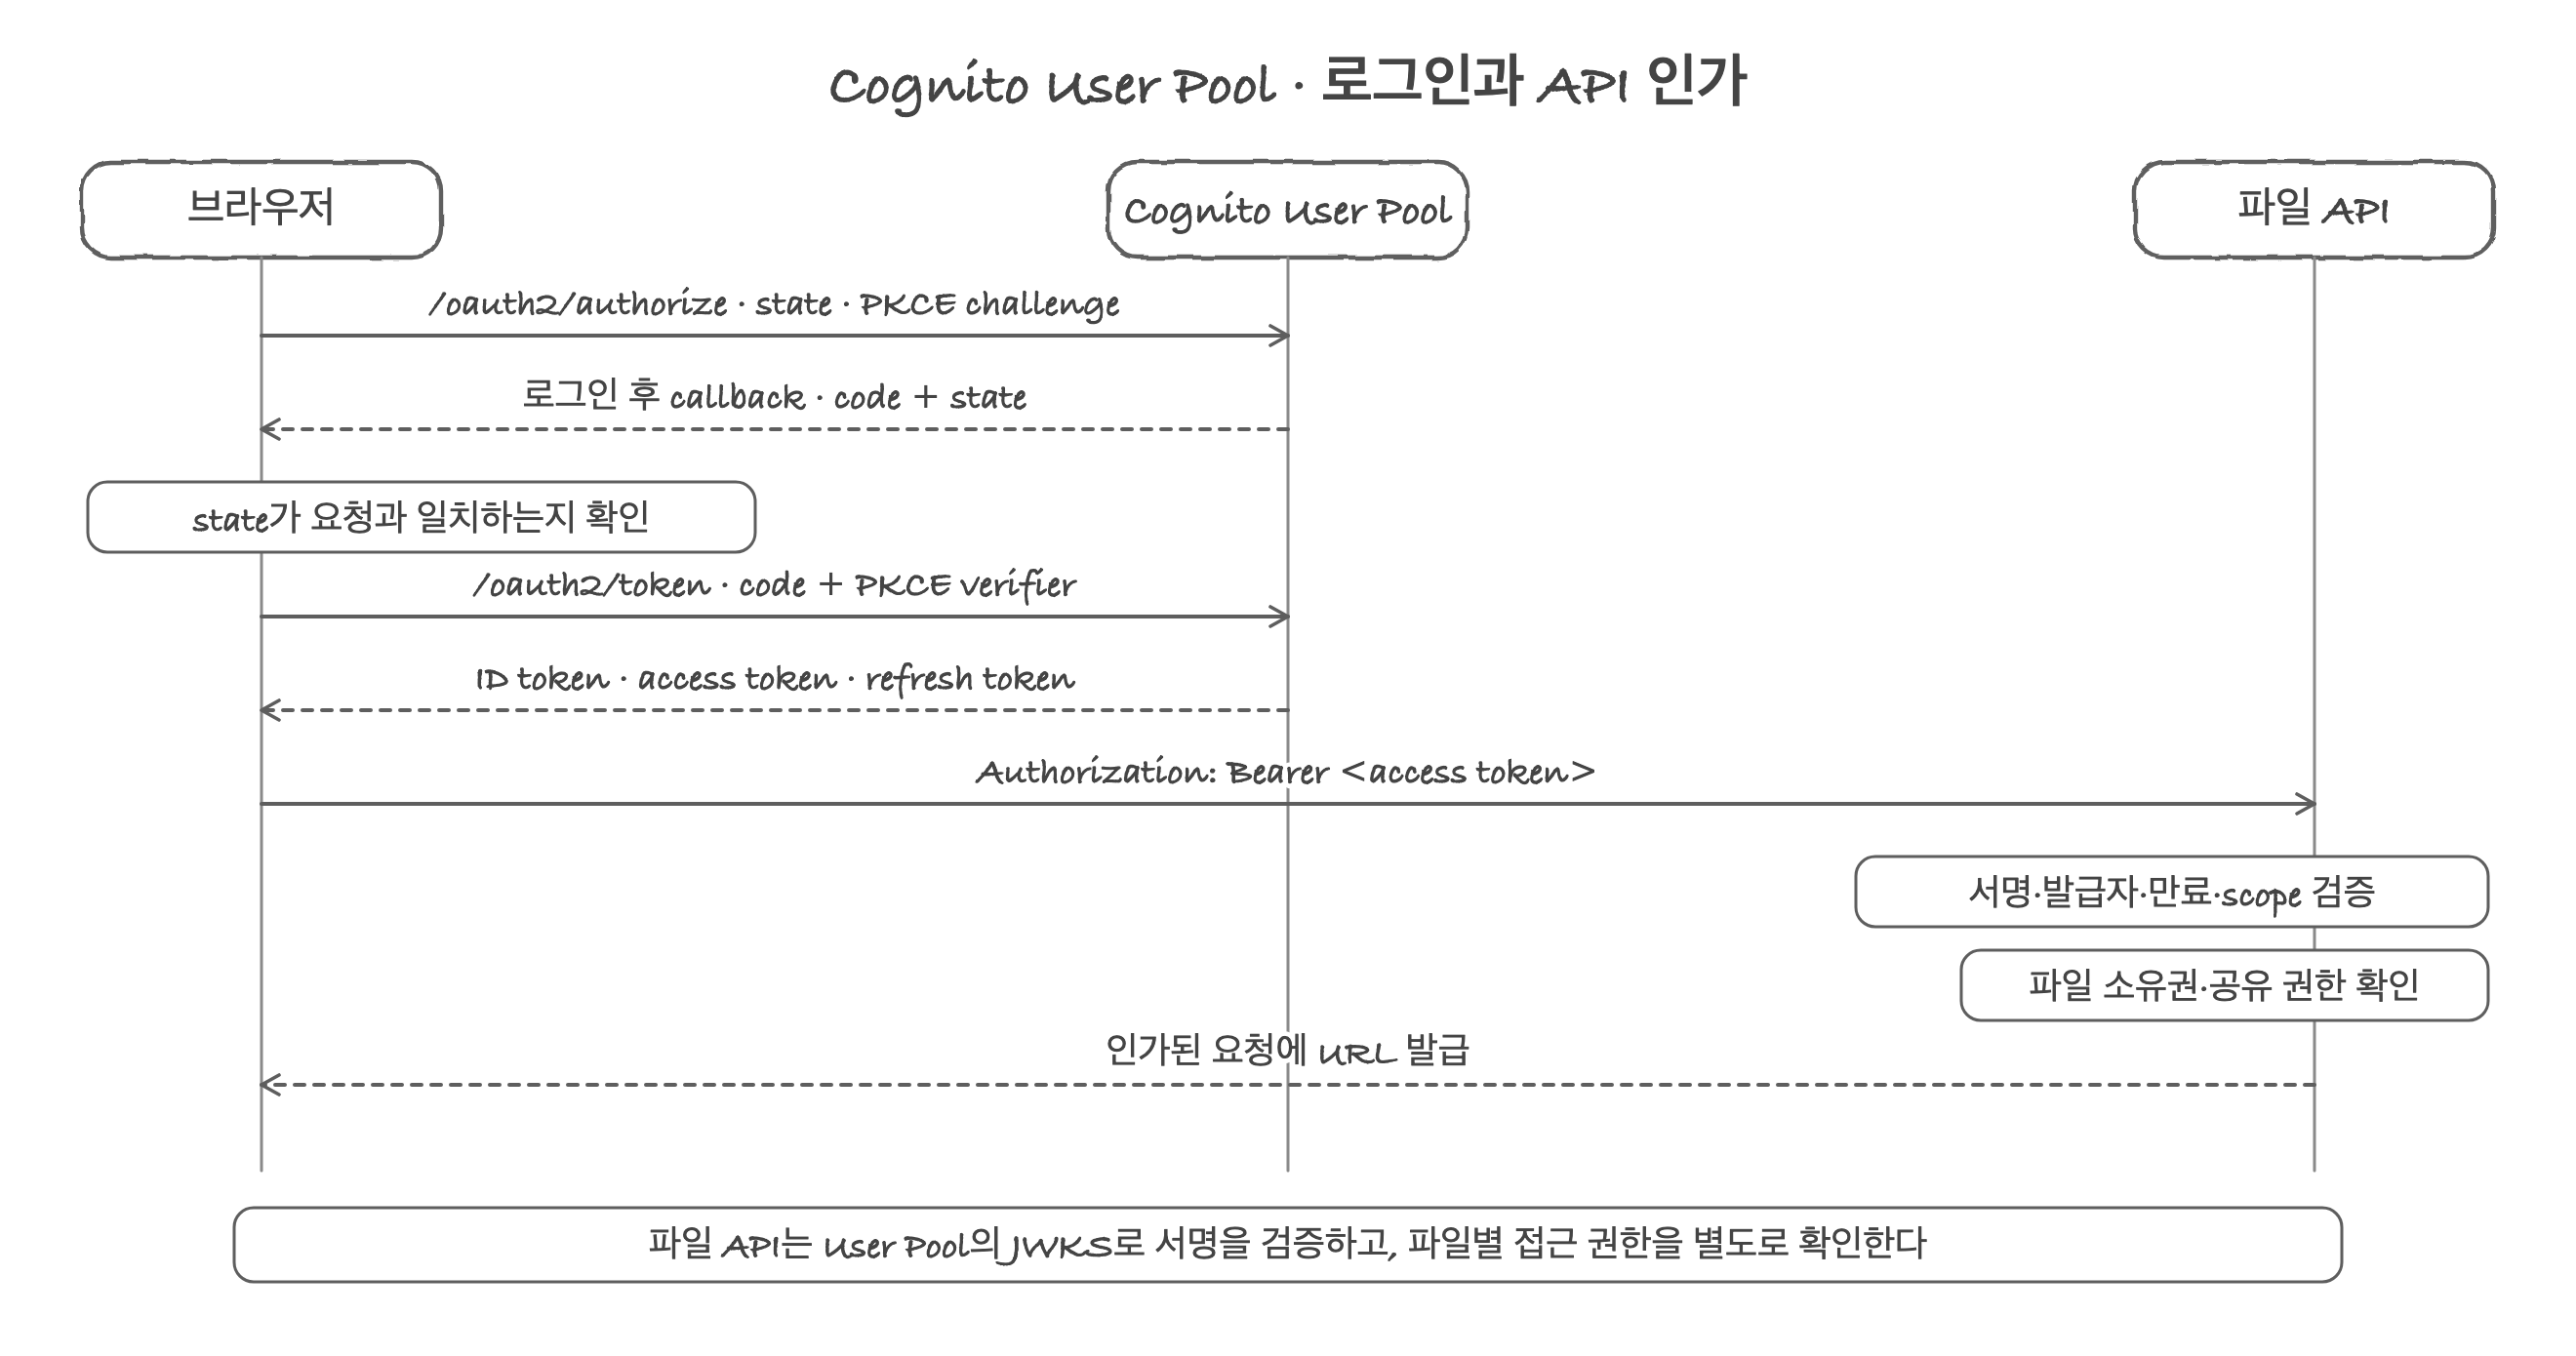 Cognito User Pool · 로그인과 API 인가
브라우저
Cognito User Pool
파일 API
/oauth2/authorize · state · PKCE challenge
로그인 후 callback · code + state
state가 요청과 일치하는지 확인
/oauth2/token · code + PKCE verifier
ID token · access token · refresh token
Authorization: Bearer <access token>
서명·발급자·만료·scope 검증
파일 소유권·공유 권한 확인
인가된 요청에 URL 발급
파일 API는 User Pool의 JWKS로 서명을 검증하고, 파일별 접근 권한을 별도로 확인한다